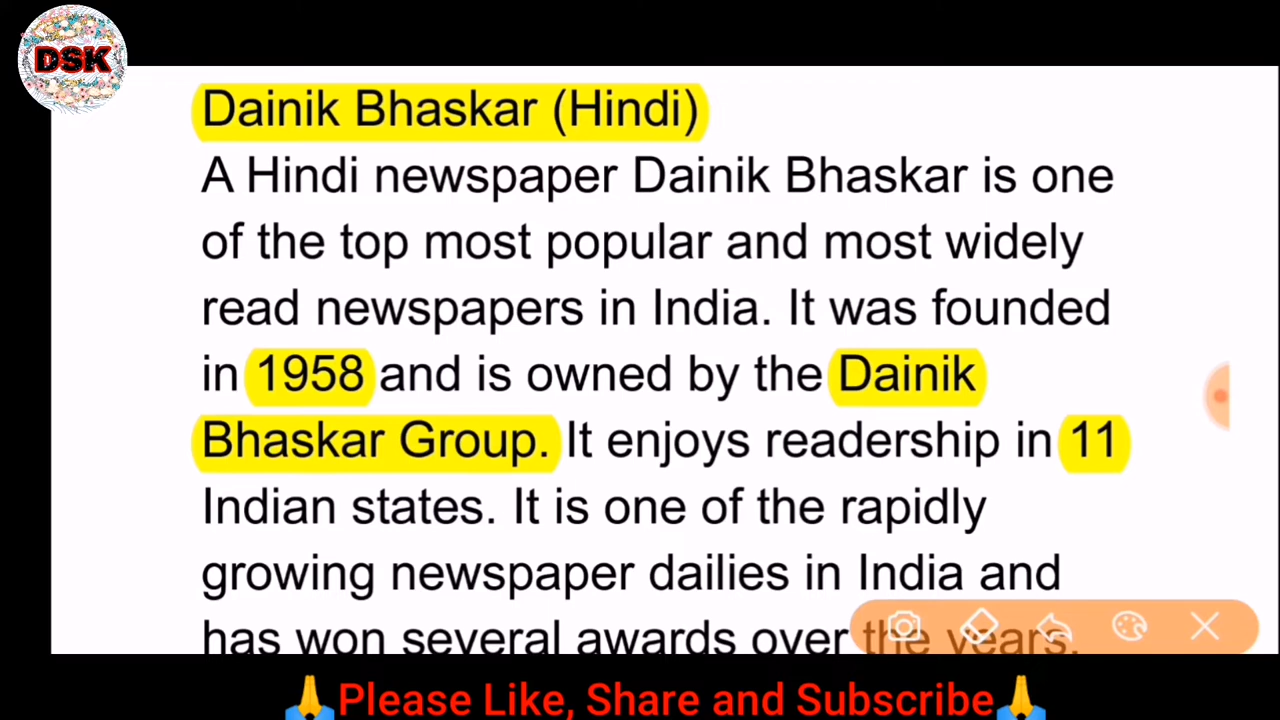 DSK
Dainik Bhaskar (Hindi)
A Hindi newspaper Dainik Bhaskar is one
of the top most popular and most widely
read newspapers in India. It was founded
in 1958 and is owned by the Dainik
Bhaskar Group. It enjoys readership in 11
Indian states. It is one of the rapidly
growing newspaper dailies in India and
has won several awards over the years.
🙏Please Like, Share and Subscribe🙏